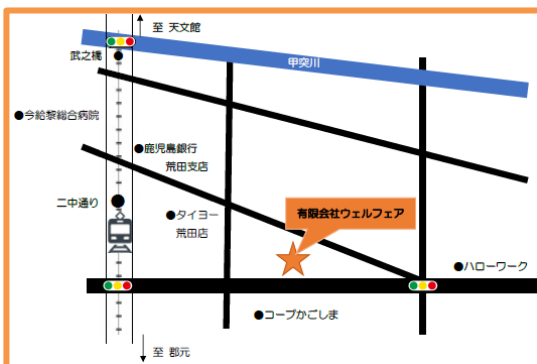 至 天文館
武之橋
甲突川
●今給黎総合病院
●鹿児島銀行
荒田支店
二中通り
●タイヨー
荒田店
有限会社ウェルフェア
●ハローワーク
●コープかごしま
至 郡元